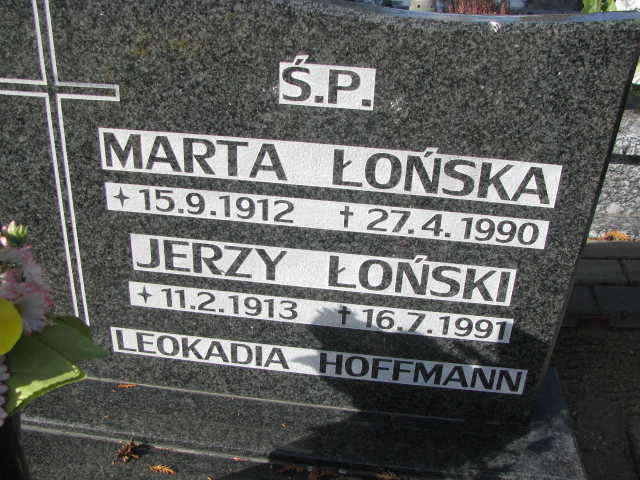 Ś.P.
MARTA ŁOŃSKA
✦ 15.9.1912 † 27.4.1990
JERZY ŁOŃSKI
✦ 11.2.1913 † 16.7.1991
LEOKADIA HOFFMANN